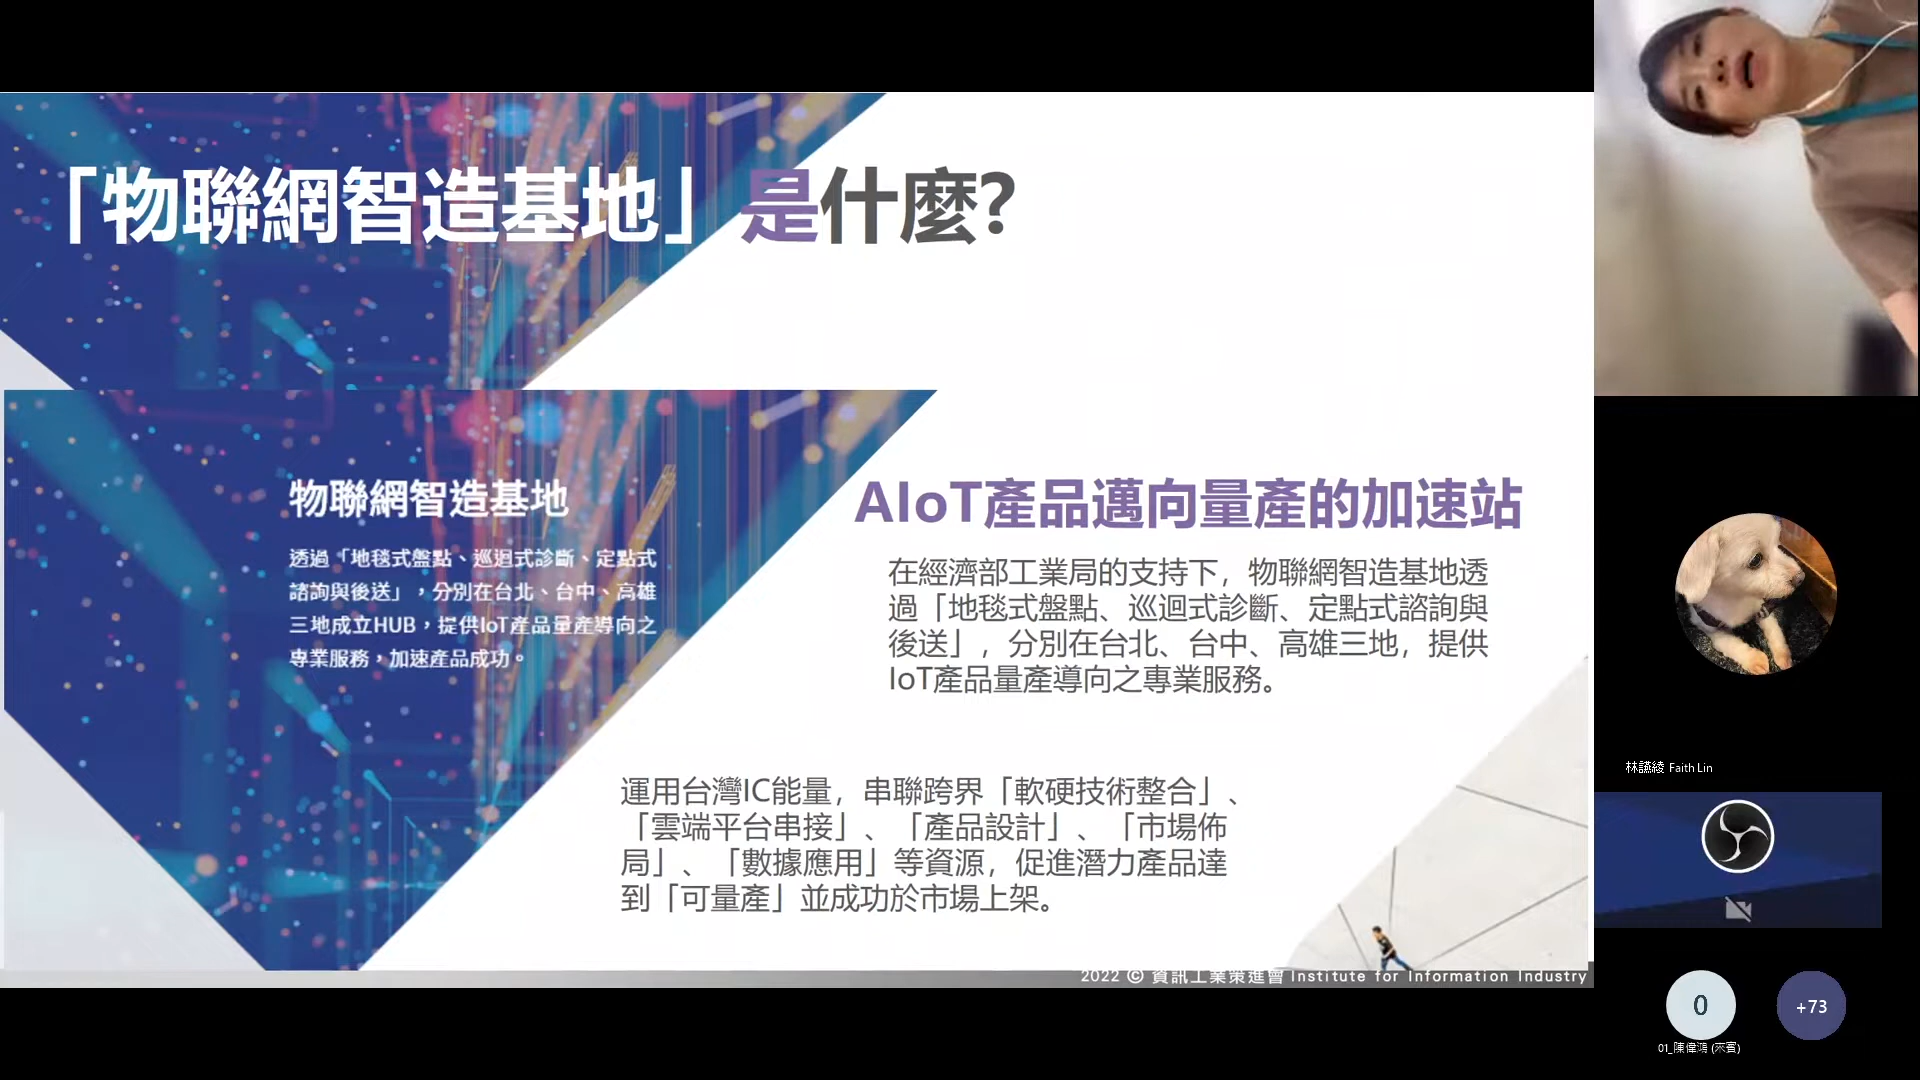 「物聯網智造基地」是什麼?
物聯網智造基地
透過「地毯式盤點、巡迴式診斷、定點式
諮詢與後送」，分別在台北、台中、高雄
三地成立HUB，提供IoT產品量產導向之
專業服務，加速產品成功。
AIoT產品邁向量產的加速站
在經濟部工業局的支持下，物聯網智造基地透
過「地毯式盤點、巡迴式診斷、定點式諮詢與
後送」，分別在台北、台中、高雄三地，提供
IoT產品量產導向之專業服務。
運用台灣IC能量，串聯跨界「軟硬技術整合」、
「雲端平台串接」、「產品設計」、「市場佈
局」、「數據應用」等資源，促進潛力產品達
到「可量產」並成功於市場上架。
2022 © 資訊工業策進會 Institute for Information Industry
林讌綾 Faith Lin
0
+73
01_陳偉鴻 (來賓)